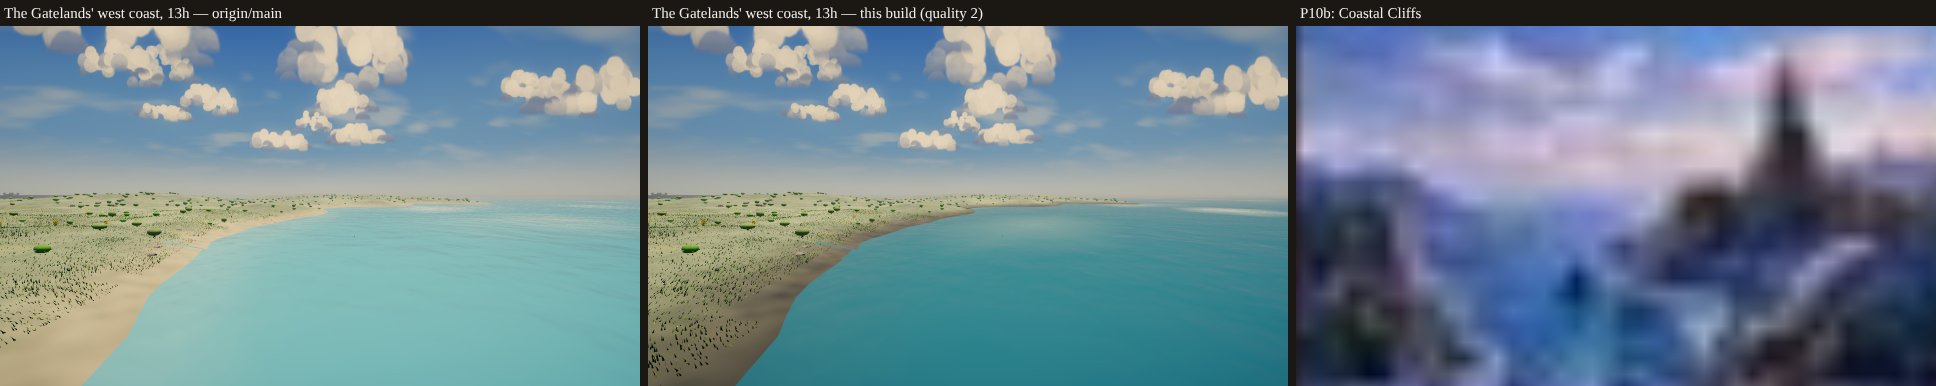 The Gatelands' west coast, 13h — origin/main
The Gatelands' west coast, 13h — this build (quality 2)
P10b: Coastal Cliffs